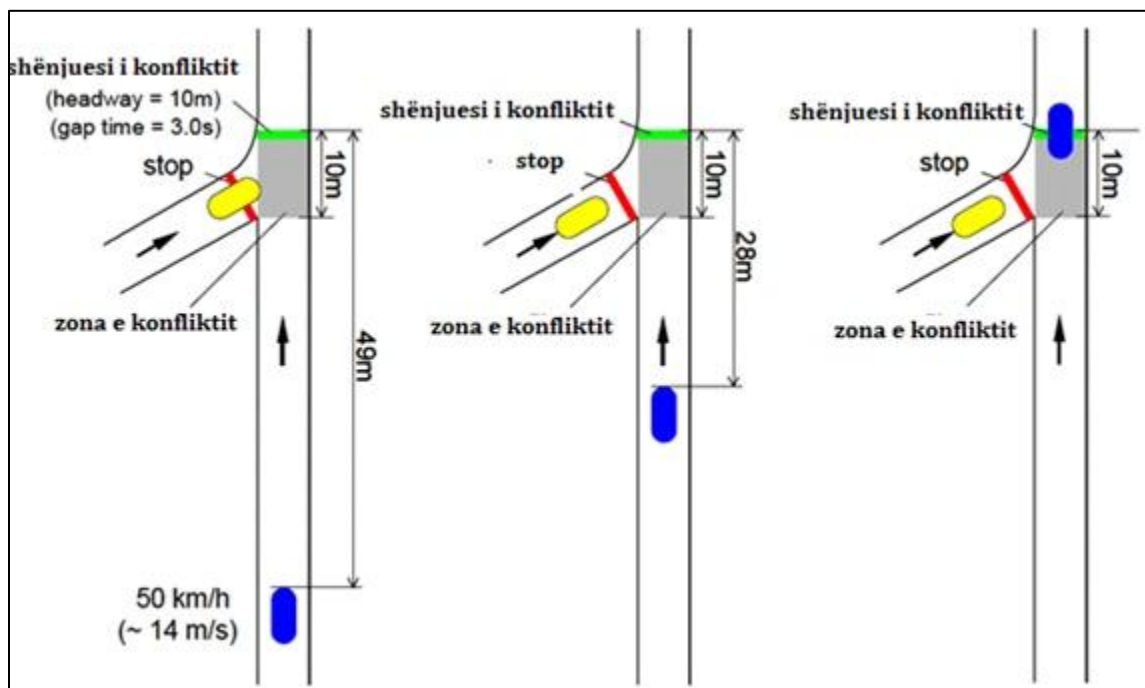 shënjuesi i konfliktit
(headway = 10m)
(gap time = 3.0s)
stop
10m
zona e konfliktit
49m
50 km/h
(~ 14 m/s)
shënjuesi i konfliktit
stop
10m
28m
zona e konfliktit
shënjuesi i konfliktit
stop
10m
zona e konfliktit